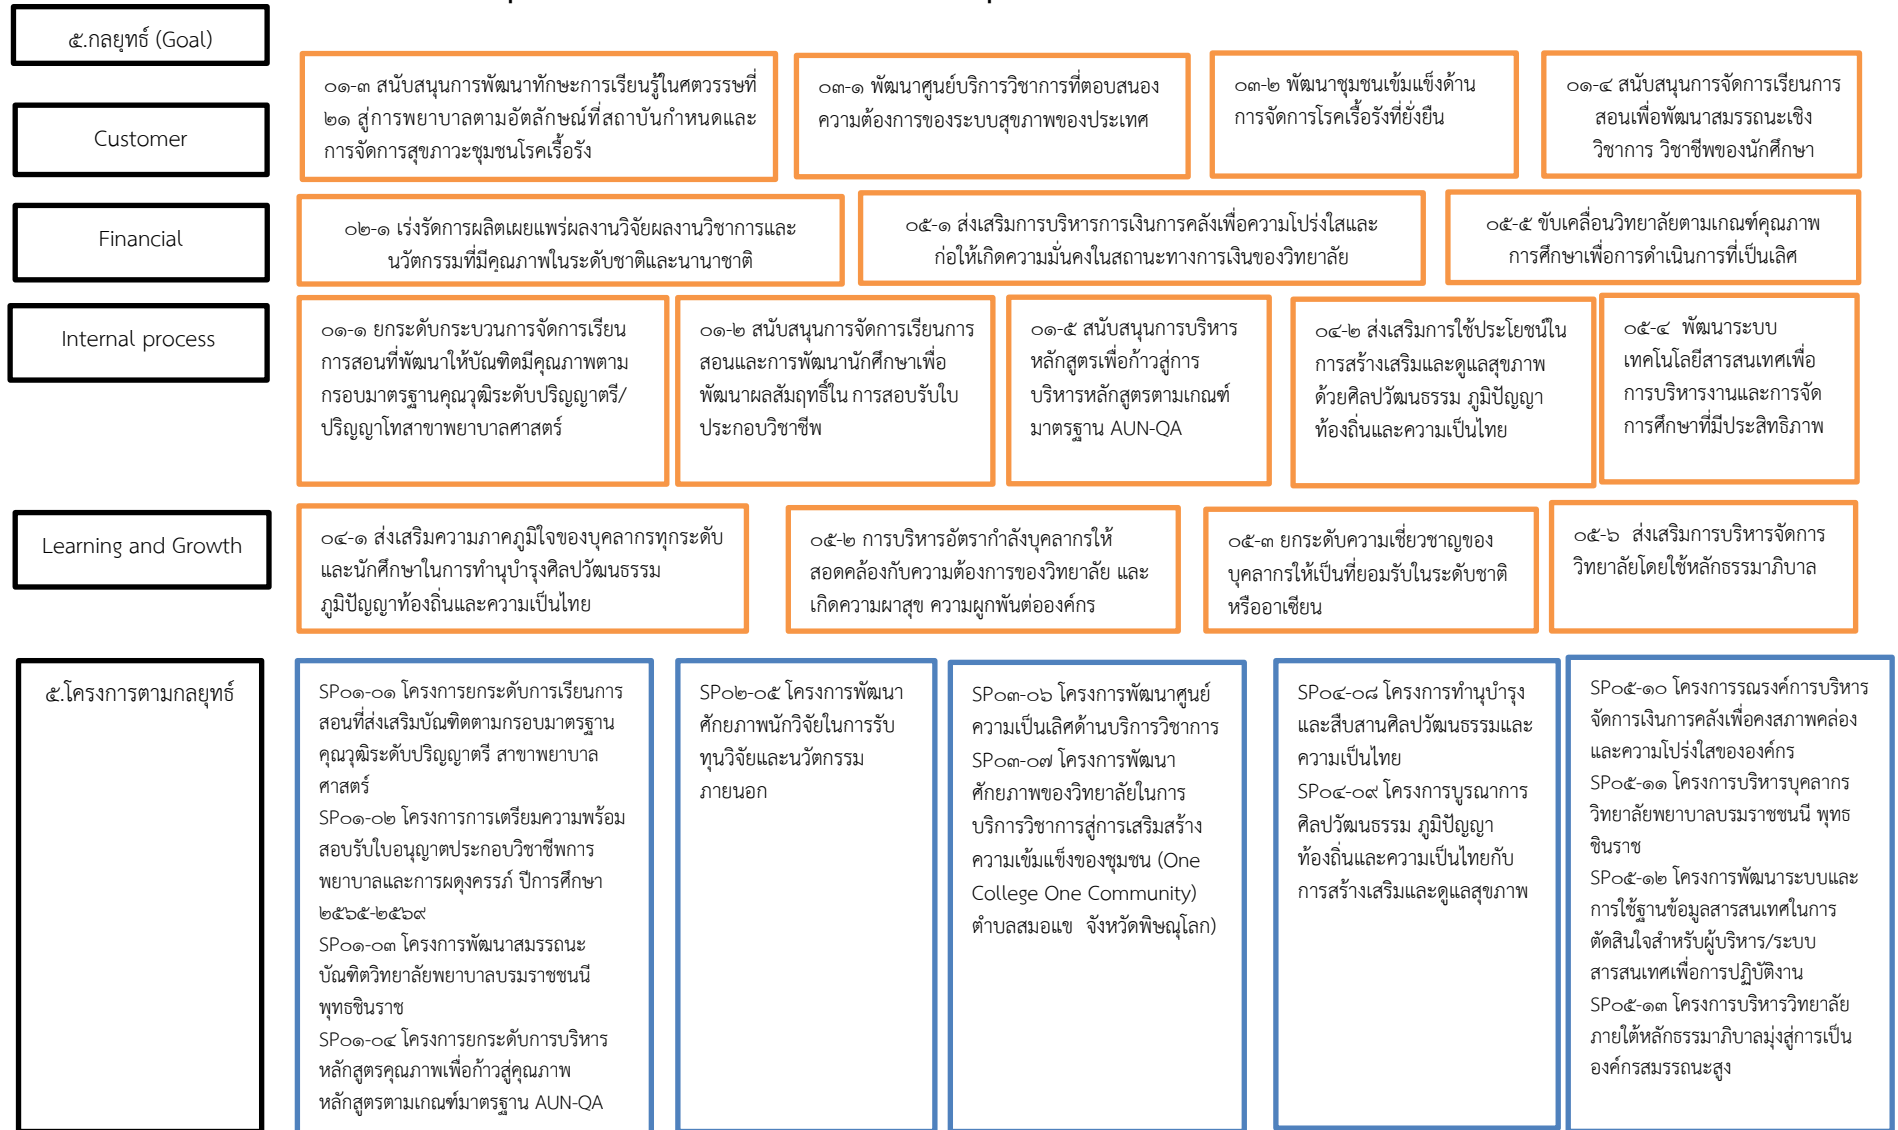 ๕.กลยุทธ์ (Goal)
Customer
๐๑-๓ สนับสนุนการพัฒนาทักษะการเรียนรู้ในศตวรรษที่
๒๑ สู่การพยาบาลตามอัตลักษณ์ที่สถาบันกำหนดและ
การจัดการสุขภาวะชุมชนโรคเรื้อรัง
๐๓-๑ พัฒนาศูนย์บริการวิชาการที่ตอบสนอง
ความต้องการของระบบสุขภาพของประเทศ
๐๓-๒ พัฒนาชุมชนเข้มแข็งด้าน
การจัดการโรคเรื้อรังที่ยั่งยืน
๐๑-๔ สนับสนุนการจัดการเรียนการ
สอนเพื่อพัฒนาสมรรถนะเชิง
วิชาการ วิชาชีพของนักศึกษา
Financial
๐๒-๑ เร่งรัดการผลิตเผยแพร่ผลงานวิจัยผลงานวิชาการและ
นวัตกรรมที่มีคุณภาพในระดับชาติและนานาชาติ
๐๕-๑ ส่งเสริมการบริหารการเงินการคลังเพื่อความโปร่งใสและ
ก่อให้เกิดความมั่นคงในสถานะทางการเงินของวิทยาลัย
๐๕-๕ ขับเคลื่อนวิทยาลัยตามเกณฑ์คุณภาพ
การศึกษาเพื่อการดำเนินการที่เป็นเลิศ
Internal process
๐๑-๑ ยกระดับกระบวนการจัดการเรียน
การสอนที่พัฒนาให้บัณฑิตมีคุณภาพตาม
กรอบมาตรฐานคุณวุฒิระดับปริญญาตรี/
ปริญญาโทสาขาพยาบาลศาสตร์
๐๑-๒ สนับสนุนการจัดการเรียนการ
สอนและการพัฒนานักศึกษาเพื่อ
พัฒนาผลสัมฤทธิ์ใน การสอบรับใบ
ประกอบวิชาชีพ
๐๑-๕ สนับสนุนการบริหาร
หลักสูตรเพื่อก้าวสู่การ
บริหารหลักสูตรตามเกณฑ์
มาตรฐาน AUN-QA
๐๔-๒ ส่งเสริมการใช้ประโยชน์ใน
การสร้างเสริมและดูแลสุขภาพ
ด้วยศิลปวัฒนธรรม ภูมิปัญญา
ท้องถิ่นและความเป็นไทย
๐๕-๔ พัฒนาระบบ
เทคโนโลยีสารสนเทศเพื่อ
การบริหารงานและการจัด
การศึกษาที่มีประสิทธิภาพ
Learning and Growth
๐๔-๑ ส่งเสริมความภาคภูมิใจของบุคลากรทุกระดับ
และนักศึกษาในการทำนุบำรุงศิลปวัฒนธรรม
ภูมิปัญญาท้องถิ่นและความเป็นไทย
๐๕-๒ การบริหารอัตรากำลังบุคลากรให้
สอดคล้องกับความต้องการของวิทยาลัย และ
เกิดความผาสุข ความผูกพันต่อองค์กร
๐๕-๓ ยกระดับความเชี่ยวชาญของ
บุคลากรให้เป็นที่ยอมรับในระดับชาติ
หรืออาเซียน
๐๕-๖ ส่งเสริมการบริหารจัดการ
วิทยาลัยโดยใช้หลักธรรมาภิบาล
๕.โครงการตามกลยุทธ์
SP๐๑-๐๑ โครงการยกระดับการเรียนการ
สอนที่ส่งเสริมบัณฑิตตามกรอบมาตรฐาน
คุณวุฒิระดับปริญญาตรี สาขาพยาบาล
ศาสตร์
SP๐๑-๐๒ โครงการการเตรียมความพร้อม
สอบรับใบอนุญาตประกอบวิชาชีพการ
พยาบาลและการผดุงครรภ์ ปีการศึกษา
๒๕๖๕-๒๕๖๙
SP๐๑-๐๓ โครงการพัฒนาสมรรถนะ
บัณฑิตวิทยาลัยพยาบาลบรมราชชนนี
พุทธชินราช
SP๐๑-๐๔ โครงการยกระดับการบริหาร
หลักสูตรคุณภาพเพื่อก้าวสู่คุณภาพ
หลักสูตรตามเกณฑ์มาตรฐาน AUN-QA
SP๐๒-๐๕ โครงการพัฒนา
ศักยภาพนักวิจัยในการรับ
ทุนวิจัยและนวัตกรรม
ภายนอก
SP๐๓-๐๖ โครงการพัฒนาศูนย์
ความเป็นเลิศด้านบริการวิชาการ
SP๐๓-๐๗ โครงการพัฒนา
ศักยภาพของวิทยาลัยในการ
บริการวิชาการสู่การเสริมสร้าง
ความเข้มแข็งของชุมชน (One
College One Community)
ตำบลสมอแข จังหวัดพิษณุโลก)
SP๐๔-๐๘ โครงการทำนุบำรุง
และสืบสานศิลปวัฒนธรรมและ
ความเป็นไทย
SP๐๔-๐๙ โครงการบูรณาการ
ศิลปวัฒนธรรม ภูมิปัญญา
ท้องถิ่นและความเป็นไทยกับ
การสร้างเสริมและดูแลสุขภาพ
SP๐๕-๑๐ โครงการรณรงค์การบริหาร
จัดการเงินการคลังเพื่อคงสภาพคล่อง
และความโปร่งใสขององค์กร
SP๐๕-๑๑ โครงการบริหารบุคลากร
วิทยาลัยพยาบาลบรมราชชนนี พุทธ
ชินราช
SP๐๕-๑๒ โครงการพัฒนาระบบและ
การใช้ฐานข้อมูลสารสนเทศในการ
ตัดสินใจสำหรับผู้บริหาร/ระบบ
สารสนเทศเพื่อการปฏิบัติงาน
SP๐๕-๑๓ โครงการบริหารวิทยาลัย
ภายใต้หลักธรรมาภิบาลมุ่งสู่การเป็น
องค์กรสมรรถนะสูง